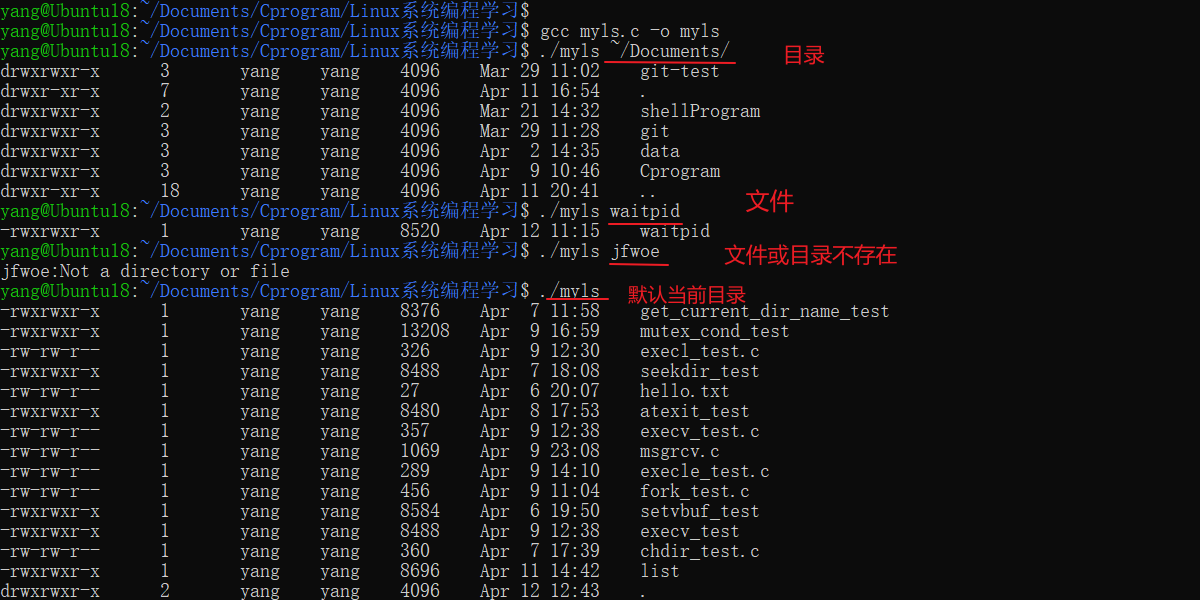 yang@Ubuntu18:~/Documents/Cprogram/Linux系统编程学习$
yang@Ubuntu18:~/Documents/Cprogram/Linux系统编程学习$ gcc myls.c -o myls
yang@Ubuntu18:~/Documents/Cprogram/Linux系统编程学习$ ./myls ~/Documents/ 目录
drwxrwxr-x 3 yang yang 4096 Mar 29 11:02 git-test
drwxr-xr-x 7 yang yang 4096 Apr 11 16:54 .
drwxrwxr-x 2 yang yang 4096 Mar 21 14:32 shellProgram
drwxrwxr-x 3 yang yang 4096 Mar 29 11:28 git
drwxrwxr-x 3 yang yang 4096 Apr 2 14:35 data
drwxrwxr-x 3 yang yang 4096 Apr 9 10:46 Cprogram
drwxr-xr-x 18 yang yang 4096 Apr 11 20:41 ..
yang@Ubuntu18:~/Documents/Cprogram/Linux系统编程学习$ ./myls waitpid 文件
-rwxrwxr-x 1 yang yang 8520 Apr 12 11:15 waitpid
yang@Ubuntu18:~/Documents/Cprogram/Linux系统编程学习$ ./myls jfwoe 文件或目录不存在
jfwoe:Not a directory or file
yang@Ubuntu18:~/Documents/Cprogram/Linux系统编程学习$ ./myls 默认当前目录
-rwxrwxr-x 1 yang yang 8376 Apr 7 11:58 get_current_dir_name_test
-rwxrwxr-x 1 yang yang 13208 Apr 9 16:59 mutex_cond_test
-rw-rw-r-- 1 yang yang 326 Apr 9 12:30 execl_test.c
-rwxrwxr-x 1 yang yang 8488 Apr 7 18:08 seekdir_test
-rw-rw-r-- 1 yang yang 27 Apr 6 20:07 hello.txt
-rwxrwxr-x 1 yang yang 8480 Apr 8 17:53 atexit_test
-rw-rw-r-- 1 yang yang 357 Apr 9 12:38 execv_test.c
-rw-rw-r-- 1 yang yang 1069 Apr 9 23:08 msgrcv.c
-rw-rw-r-- 1 yang yang 289 Apr 9 14:10 execle_test.c
-rw-rw-r-- 1 yang yang 456 Apr 9 11:04 fork_test.c
-rwxrwxr-x 1 yang yang 8584 Apr 6 19:50 setvbuf_test
-rwxrwxr-x 1 yang yang 8488 Apr 9 12:38 execv_test
-rw-rw-r-- 1 yang yang 360 Apr 7 17:39 chdir_test.c
-rwxrwxr-x 1 yang yang 8696 Apr 11 14:42 list
drwxrwxr-x 2 yang yang 4096 Apr 12 12:43 .